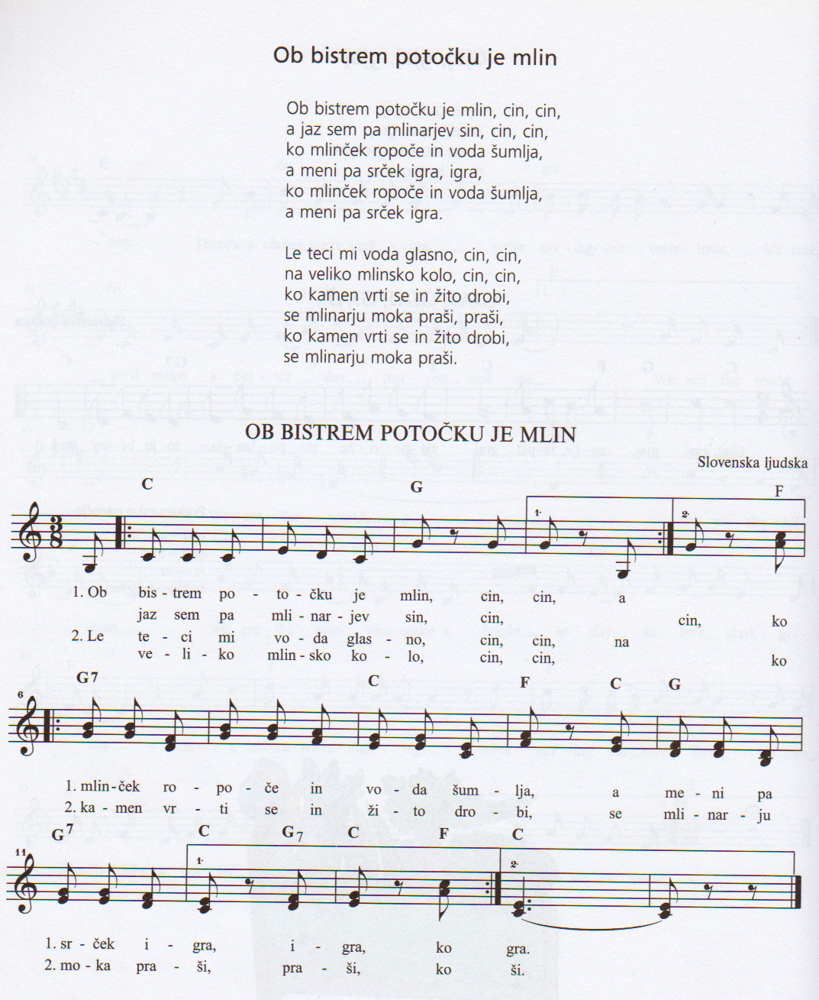 Ob bistrem potočku je mlin
Ob bistrem potočku je mlin, cin, cin,
a jaz sem pa mlinarjev sin, cin, cin,
ko mlinček ropoče in voda šumlja,
a meni pa srček igra, igra,
ko mlinček ropoče in voda šumlja,
a meni pa srček igra.
Le teci mi voda glasno, cin, cin,
na veliko mlinsko kolo, cin, cin,
ko kamen vrti se in žito drobi,
se mlinarju moka praši, praši,
ko kamen vrti se in žito drobi,
se mlinarju moka praši.
OB BISTREM POTOČKU JE MLIN
Slovenska ljudska
C G F
1. 2.
3
8
1. Ob bis - trem po - to - čku je mlin, cin, cin, a
jaz sem pa mli - nar - jev sin, cin, cin, ko
2. Le te - ci mi vo - da glas - no, cin, cin, na
ve - li - ko mlin - sko ko - lo, cin, cin, ko
G7 C F C G
6
1. mlin - ček ro - po - če in vo - da šum - lja, a me - ni pa
2. ka - men vr - ti se in ži - to dro - bi, se mli - nar - ju
G7 C G7 C F C
11
1. 2.
1. sr - ček i - gra, i - gra, ko gra.
2. mo - ka pra - ši, pra - ši, ko ši.